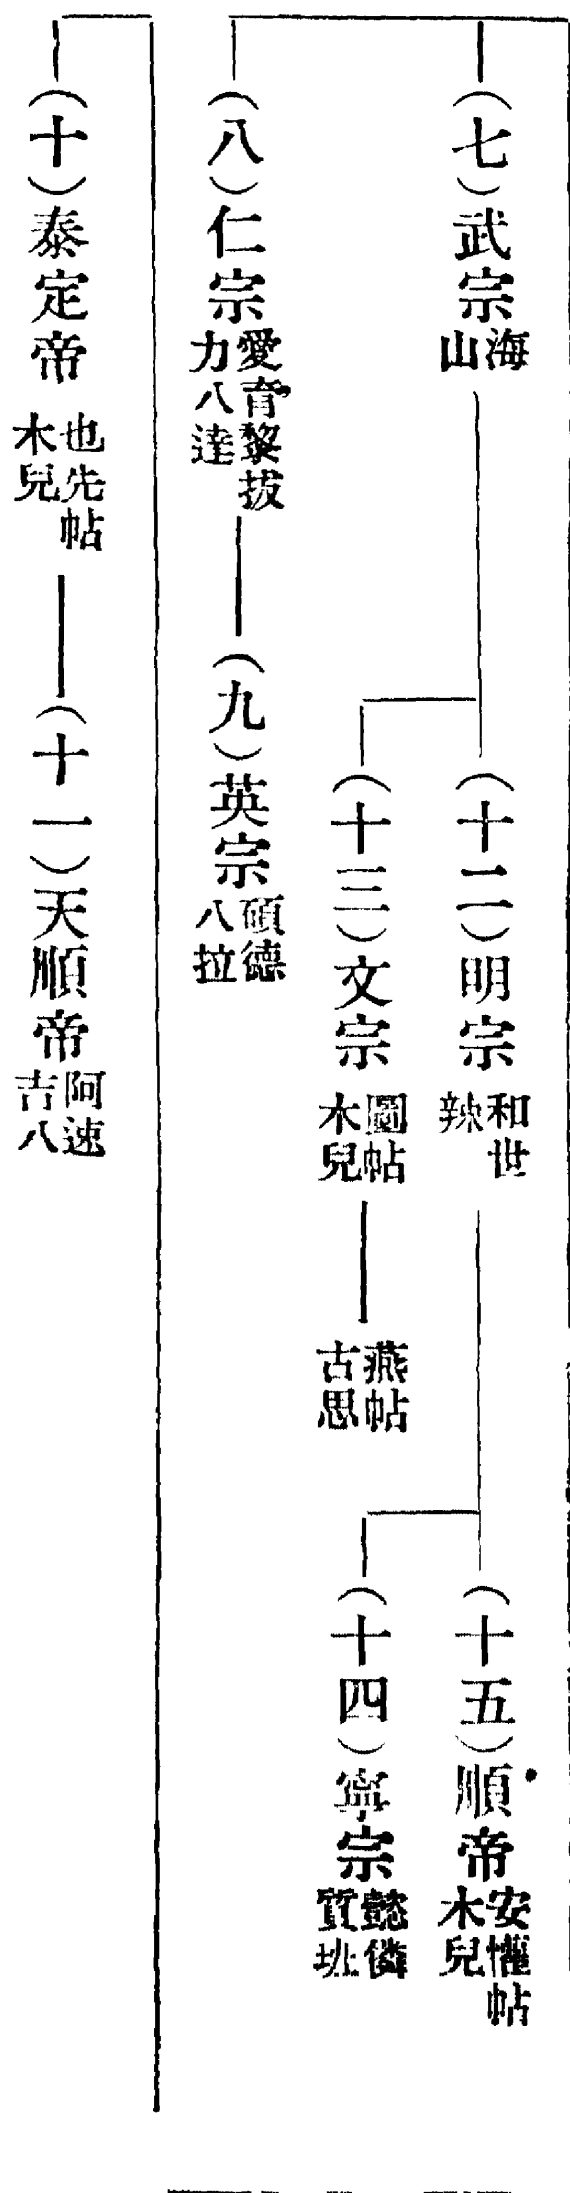 (七)武宗海山
(十二)明宗和世㻋
(十五)順帝安懽帖木兒
(十三)文宗圖帖木兒
燕帖古思
(十四)寧宗懿璘質班
(八)仁宗愛育黎拔力八達
(九)英宗碩德八拉
(十)泰定帝也先帖木兒
(十一)天順帝阿速吉八